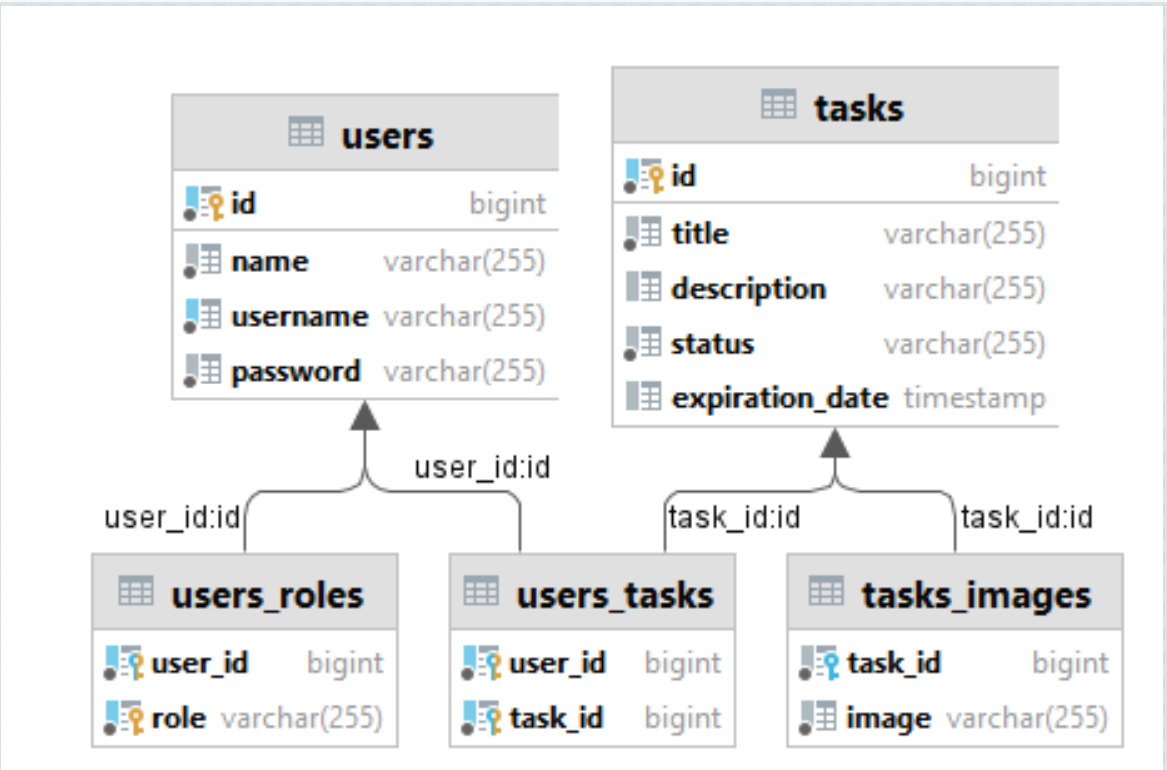 users
id bigint
name varchar(255)
username varchar(255)
password varchar(255)
tasks
id bigint
title varchar(255)
description varchar(255)
status varchar(255)
expiration_date timestamp
user_id:id
user_id:id
task_id:id
task_id:id
users_roles
user_id bigint
role varchar(255)
users_tasks
user_id bigint
task_id bigint
tasks_images
task_id bigint
image varchar(255)